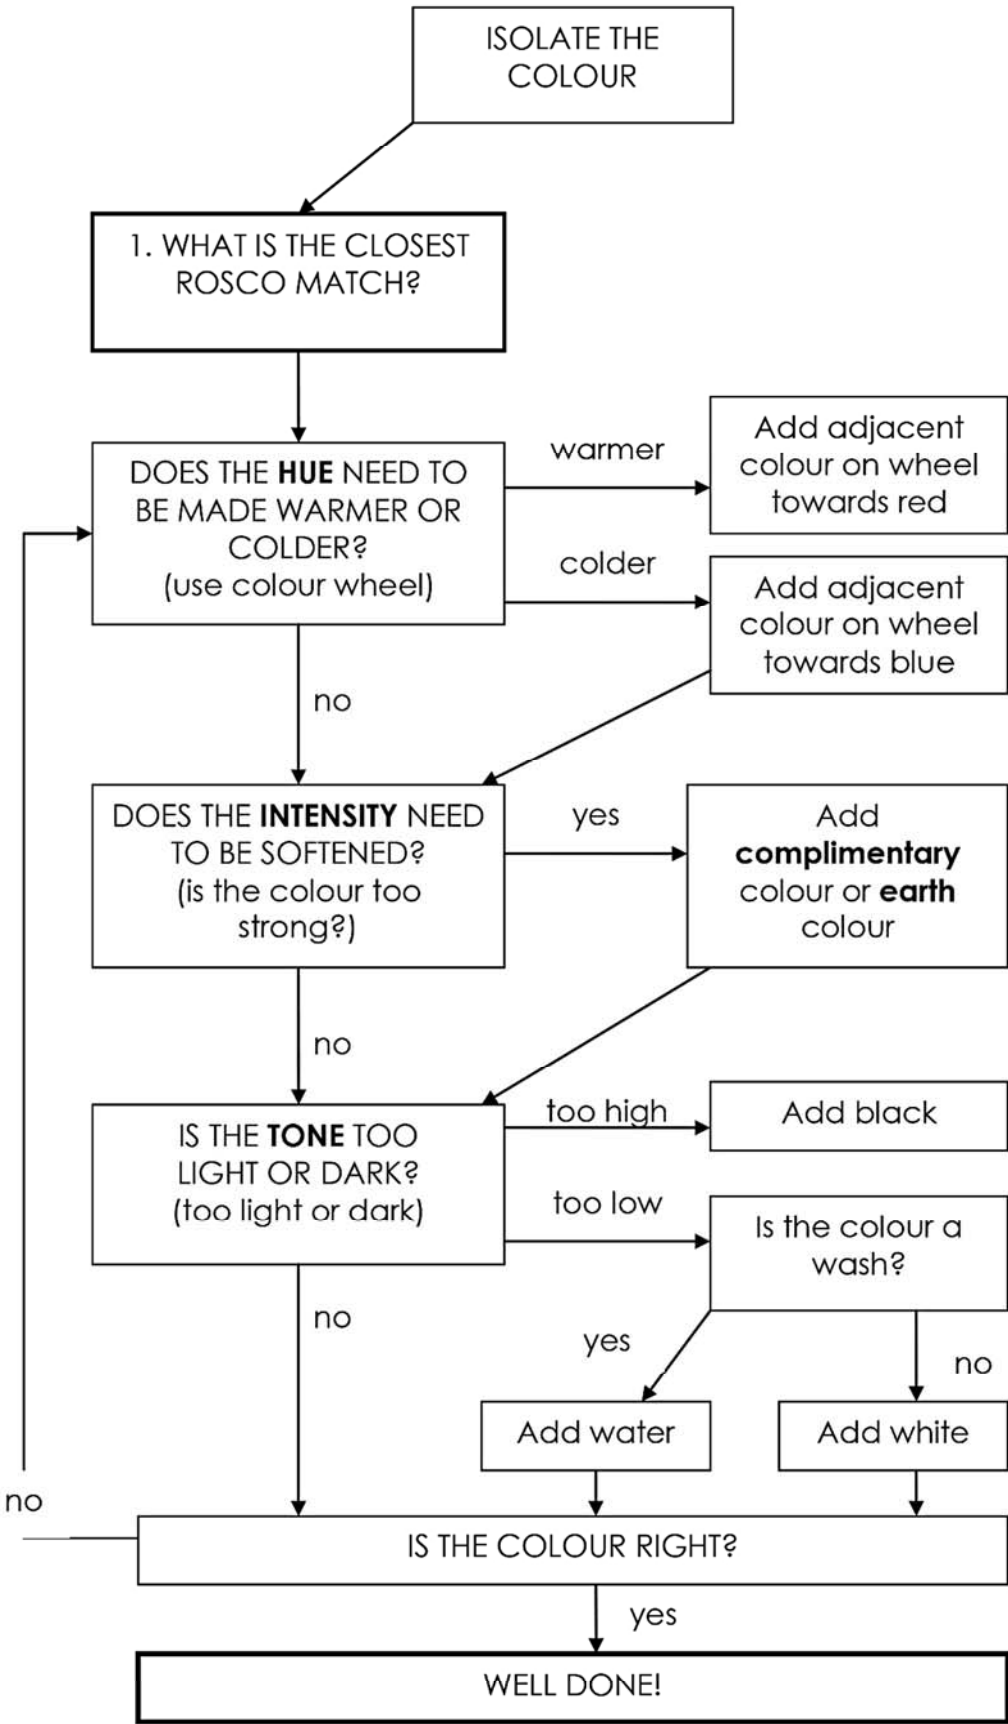 ISOLATE THE
COLOUR
1. WHAT IS THE CLOSEST
ROSCO MATCH?
DOES THE HUE NEED TO
BE MADE WARMER OR
COLDER?
(use colour wheel)
warmer
Add adjacent
colour on wheel
towards red
colder
Add adjacent
colour on wheel
towards blue
no
DOES THE INTENSITY NEED
TO BE SOFTENED?
(is the colour too
strong?)
yes
Add
complimentary
colour or earth
colour
no
IS THE TONE TOO
LIGHT OR DARK?
(too light or dark)
too high
Add black
too low
Is the colour a
wash?
no
yes
no
Add water
Add white
no
IS THE COLOUR RIGHT?
yes
WELL DONE!